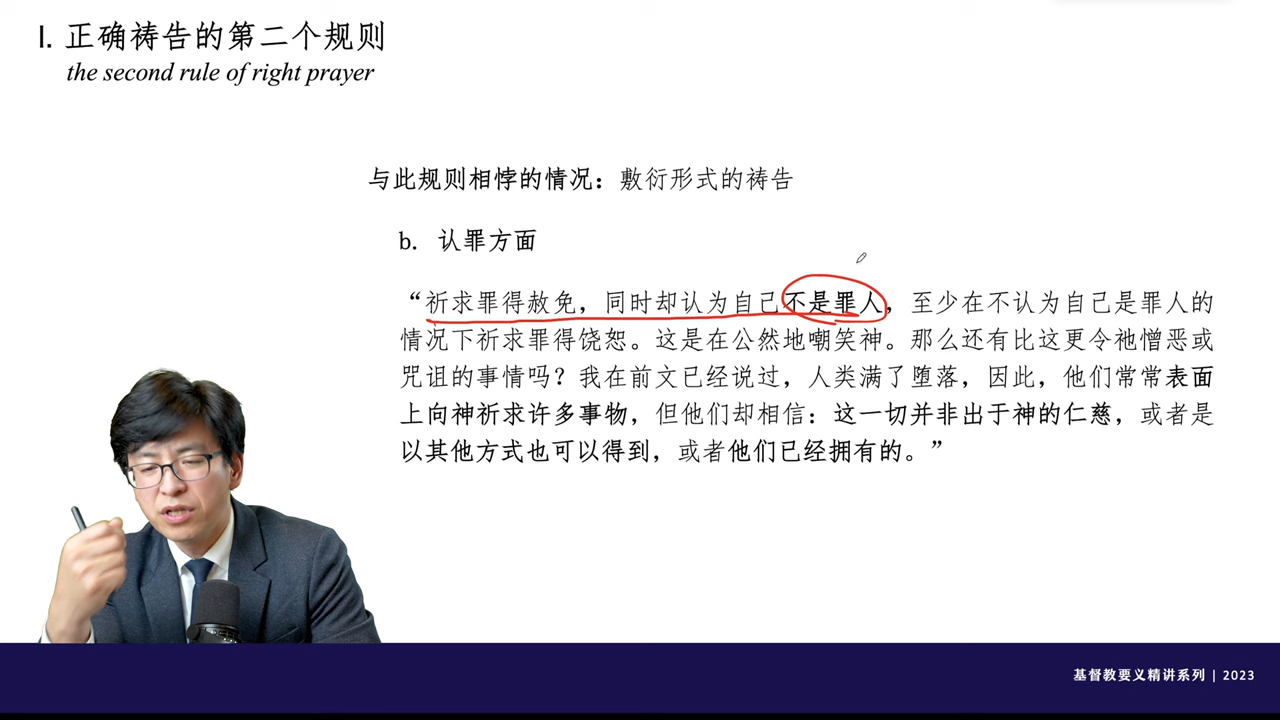 I. 正确祷告的第二个规则
the second rule of right prayer
与此规则相悖的情况：敷衍形式的祷告
b. 认罪方面
“祈求罪得赦免，同时却认为自己不是罪人，至少在不认为自己是罪人的
情况下祈求罪得饶恕。这是在公然地嘲笑神。那么还有比这更令祂憎恶或
咒诅的事情吗？我在前文已经说过，人类满了堕落，因此，他们常常表面
上向神祈求许多事物，但他们却相信：这一切并非出于神的仁慈，或者是
以其他方式也可以得到，或者他们已经拥有的。”
基督教要义精讲系列 | 2023